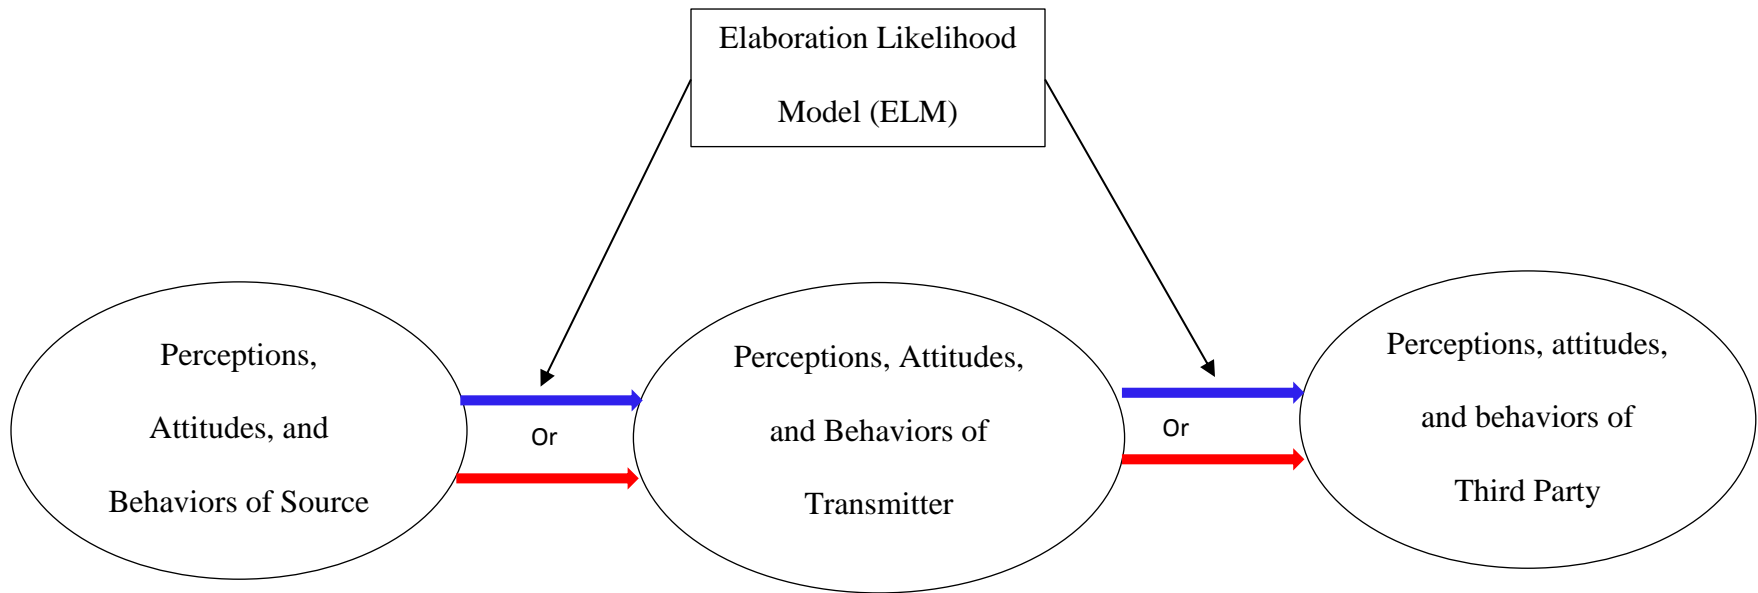 Elaboration Likelihood
Model (ELM)
Perceptions,
Attitudes, and
Behaviors of Source
Or
Perceptions, Attitudes,
and Behaviors of
Transmitter
Or
Perceptions, attitudes,
and behaviors of
Third Party